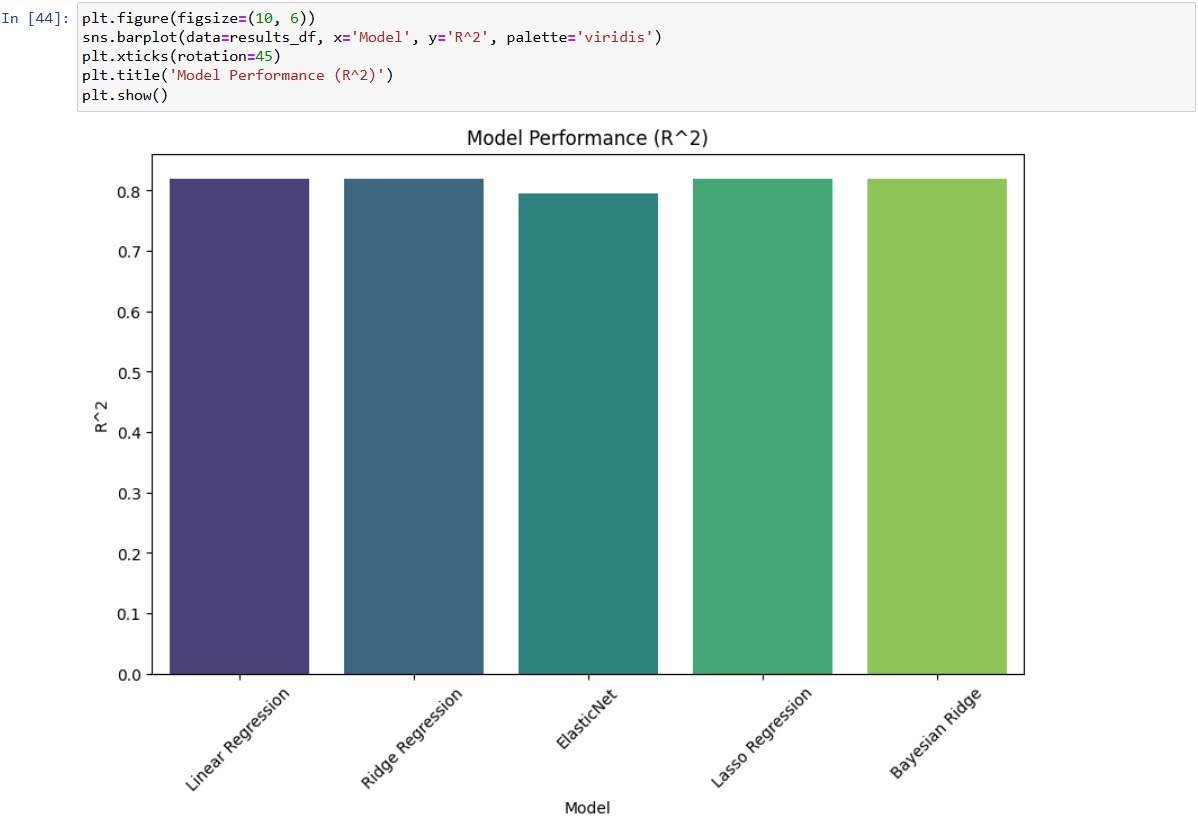 In [44]: plt.figure(figsize=(10, 6))
sns.barplot(data=results_df, x='Model', y='R^2', palette='viridis')
plt.xticks(rotation=45)
plt.title('Model Performance (R^2)')
plt.show()
Model Performance (R^2)
0.8
0.7
0.6
0.5
0.4
0.3
0.2
0.1
0.0
R^2
Linear Regression
Ridge Regression
ElasticNet
Lasso Regression
Bayesian Ridge
Model